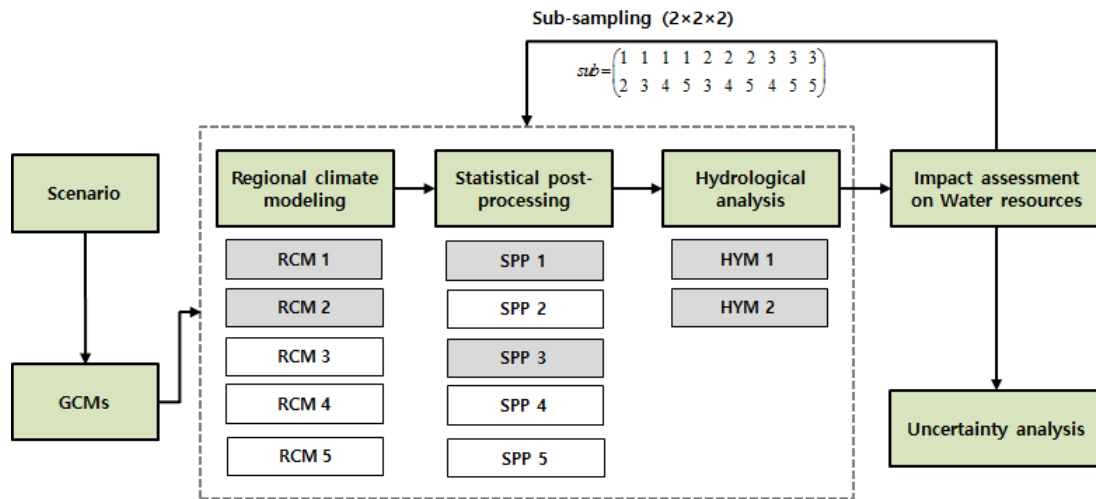 Sub-sampling (2×2×2)
sub=
1 1 1 1 2 2 2 3 3 3
2 3 4 5 3 4 5 4 5 5
Scenario
GCMs
Regional climate
modeling
RCM 1
RCM 2
RCM 3
RCM 4
RCM 5
Statistical post-
processing
SPP 1
SPP 2
SPP 3
SPP 4
SPP 5
Hydrological
analysis
HYM 1
HYM 2
Impact assessment
on Water resources
Uncertainty analysis